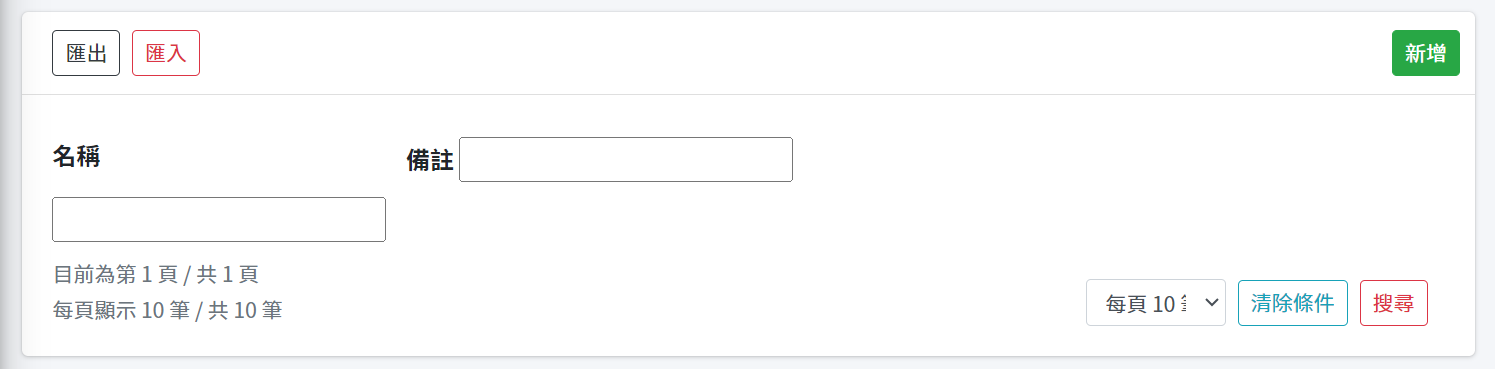 匯出 匯入 新增
名稱 備註
目前為第 1 頁 / 共 1 頁
每頁顯示 10 筆 / 共 10 筆
每頁 10 清除條件 搜尋